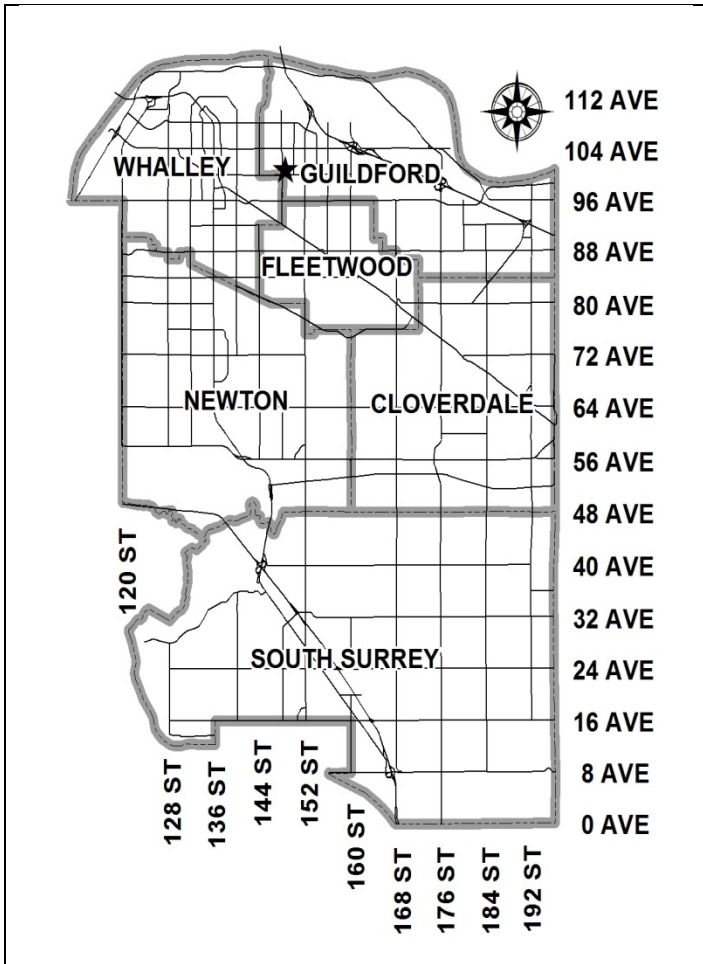 112 AVE
104 AVE
WHALLEY
GUILDFORD
96 AVE
88 AVE
FLEETWOOD
80 AVE
72 AVE
NEWTON
CLOVERDALE
64 AVE
56 AVE
48 AVE
120 ST
40 AVE
32 AVE
SOUTH SURREY
24 AVE
16 AVE
128 ST
136 ST
144 ST
152 ST
8 AVE
160 ST
0 AVE
168 ST
176 ST
184 ST
192 ST